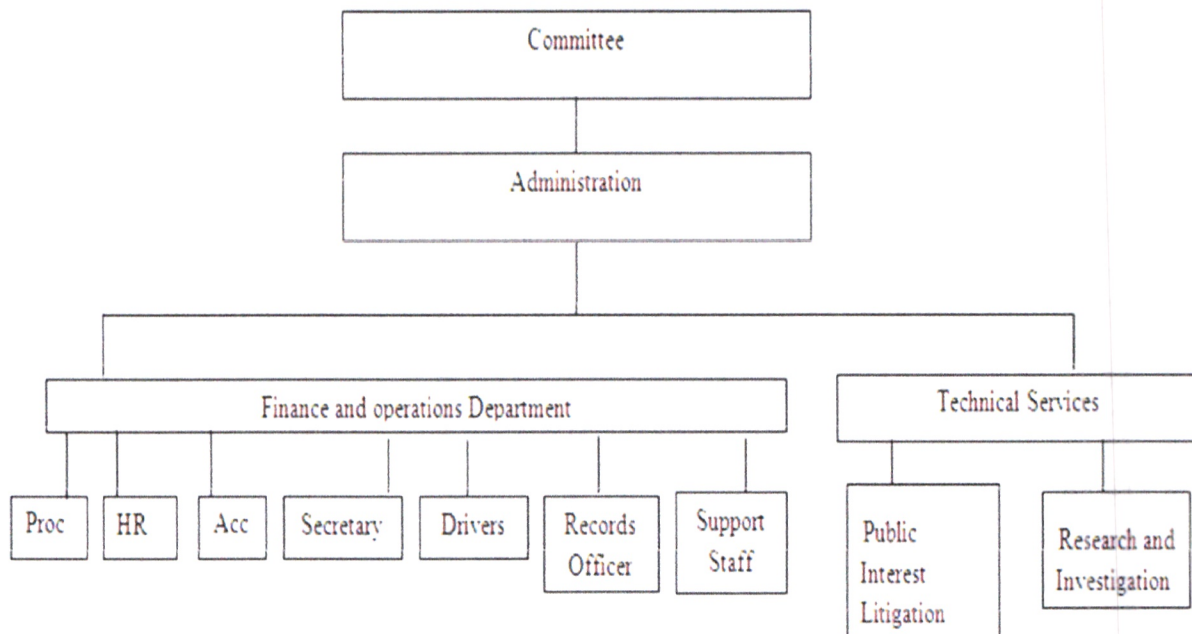 Committee
Administration
Finance and operations Department
Technical Services
Proc
HR
Acc
Secretary
Drivers
Records
Officer
Support
Staff
Public
Interest
Litigation
Research and
Investigation